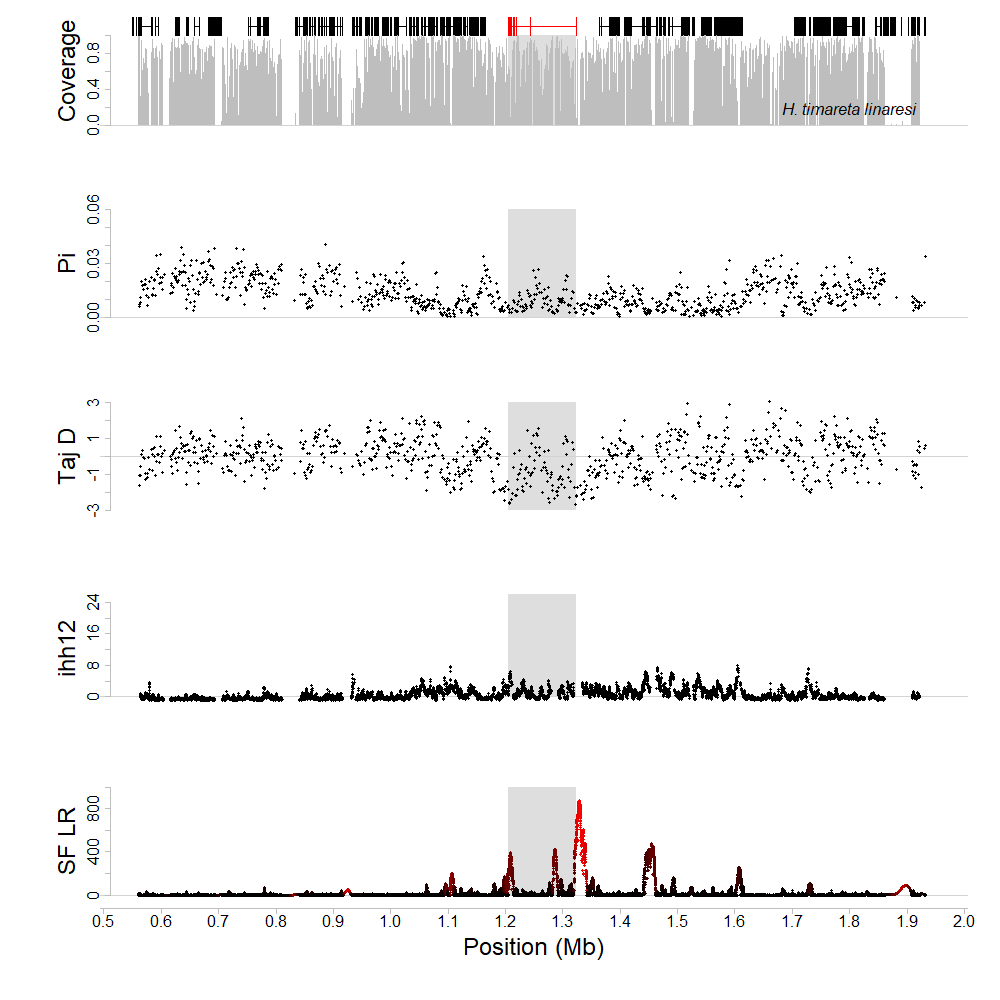 Coverage
0.0 0.4 0.8
H. timareta linaresi
Pi
0.00 0.03 0.06
Taj D
-3 -1 1 3
ihh12
0 8 16 24
SF LR
0 400 800
0.5 0.6 0.7 0.8 0.9 1.0 1.1 1.2 1.3 1.4 1.5 1.6 1.7 1.8 1.9 2.0
Position (Mb)